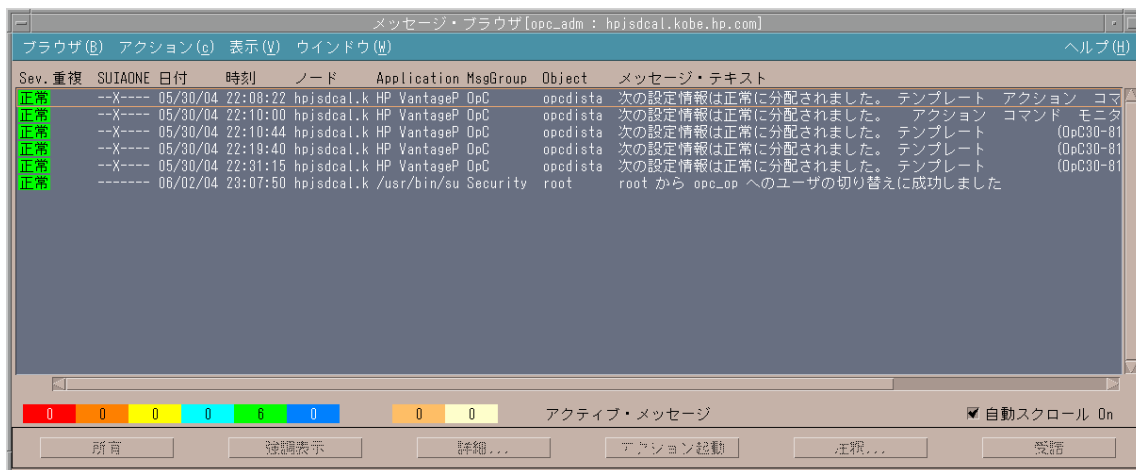 メッセージ・ブラウザ[opc_adm : hpjsdcal.kobe.hp.com]
ブラウザ(B) アクション(c) 表示(V) ウインドウ(W) ヘルプ(H)
Sev. 重複 SUIAONE 日付 時刻 ノード Application MsgGroup Object メッセージ・テキスト
正常 --X---- 05/30/04 22:08:22 hpjsdcal.k HP VantageP OpC opcdista 次の設定情報は正常に分配されました。 テンプレート アクション コマ
正常 --X---- 05/30/04 22:10:00 hpjsdcal.k HP VantageP OpC opcdista 次の設定情報は正常に分配されました。 アクション コマンド モニタ
正常 --X---- 05/30/04 22:10:44 hpjsdcal.k HP VantageP OpC opcdista 次の設定情報は正常に分配されました。 テンプレート (OpC30-81
正常 --X---- 05/30/04 22:19:40 hpjsdcal.k HP VantageP OpC opcdista 次の設定情報は正常に分配されました。 テンプレート (OpC30-81
正常 --X---- 05/30/04 22:31:15 hpjsdcal.k HP VantageP OpC opcdista 次の設定情報は正常に分配されました。 テンプレート (OpC30-81
正常 ------- 06/02/04 23:07:50 hpjsdcal.k /usr/bin/su Security root root から opc_op へのユーザの切り替えに成功しました
0 0 0 0 6 0 0 0 アクティブ・メッセージ 自動スクロール On
所有 強調表示 詳細... アクション起動 注釈... 受諾